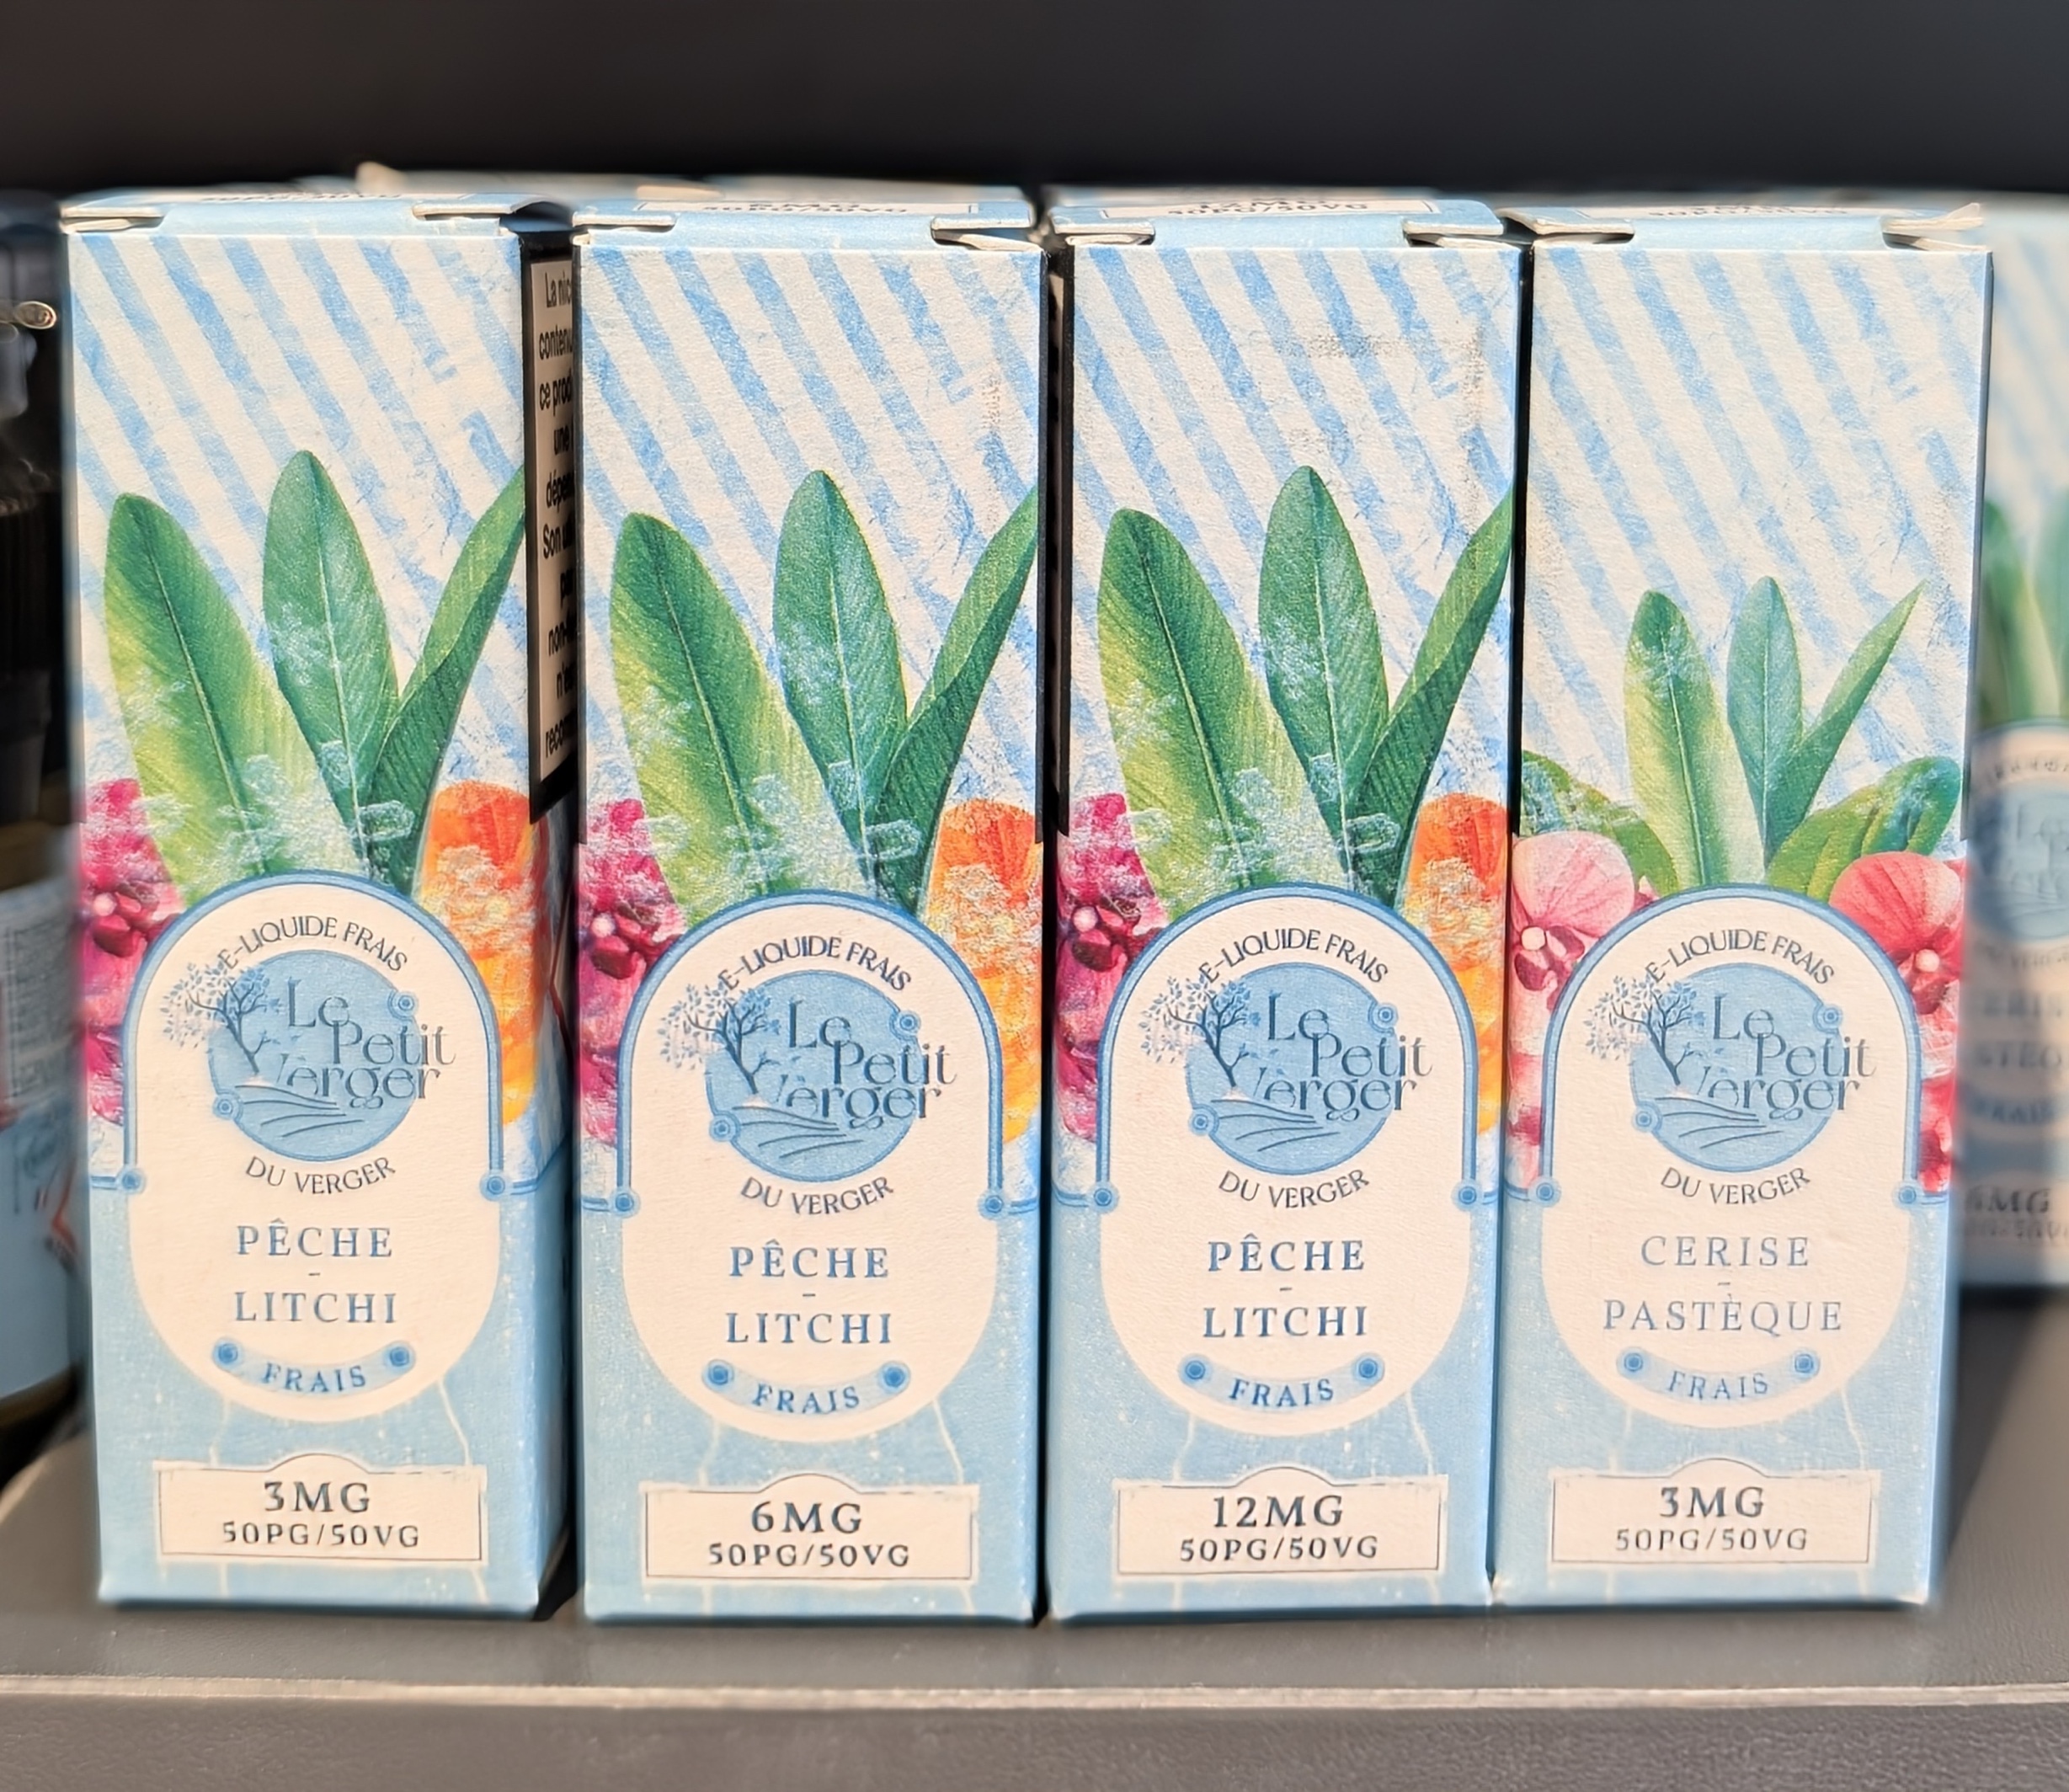 E-LIQUIDE FRAIS
Le
Petit
Verger
DU VERGER
PÊCHE
-
LITCHI
FRAIS
3MG
50PG/50VG
E-LIQUIDE FRAIS
Le
Petit
Verger
DU VERGER
PÊCHE
-
LITCHI
FRAIS
6MG
50PG/50VG
E-LIQUIDE FRAIS
Le
Petit
Verger
DU VERGER
PÊCHE
-
LITCHI
FRAIS
12MG
50PG/50VG
E-LIQUIDE FRAIS
Le
Petit
Verger
DU VERGER
CERISE
-
PASTÈQUE
FRAIS
3MG
50PG/50VG